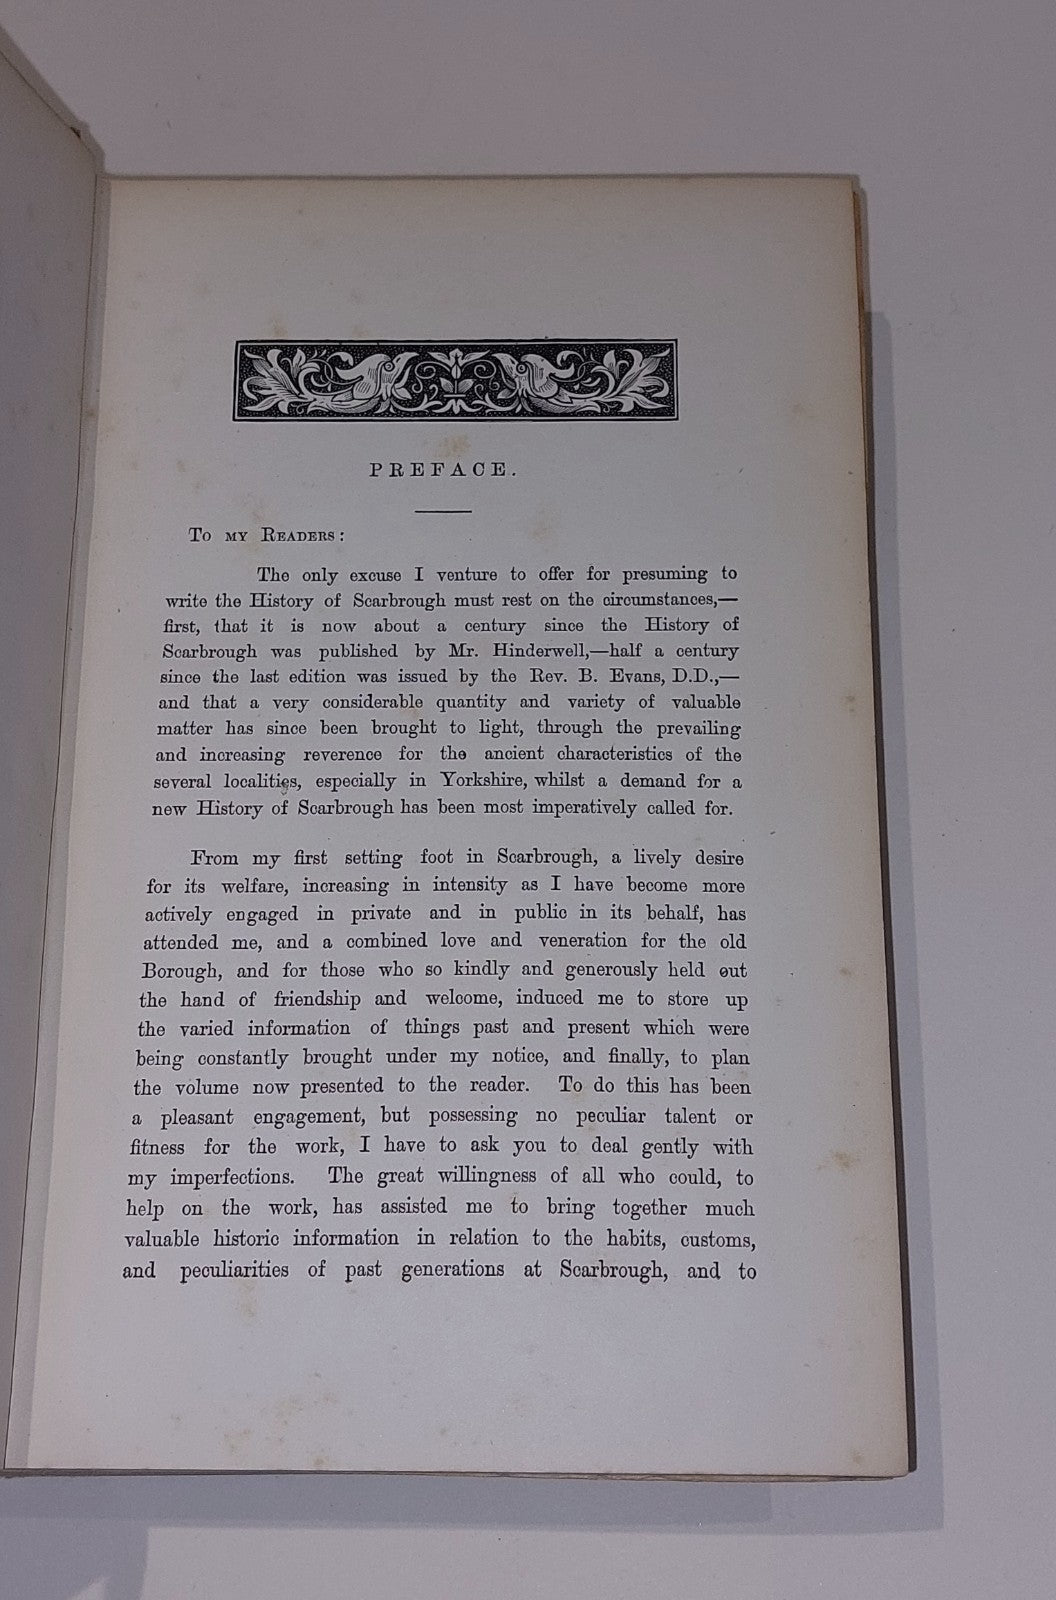 PREFACE.
To my Readers:
The only excuse I venture to offer for presuming to
write the History of Scarbrough must rest on the circumstances,—
first, that it is now about a century since the History of
Scarbrough was published by Mr. Hinderwell,—half a century
since the last edition was issued by the Rev. B. Evans, D.D.,—
and that a very considerable quantity and variety of valuable
matter has since been brought to light, through the prevailing
and increasing reverence for the ancient characteristics of the
several localities, especially in Yorkshire, whilst a demand for a
new History of Scarbrough has been most imperatively called for.
From my first setting foot in Scarbrough, a lively desire
for its welfare, increasing in intensity as I have become more
actively engaged in private and in public in its behalf, has
attended me, and a combined love and veneration for the old
Borough, and for those who so kindly and generously held out
the hand of friendship and welcome, induced me to store up
the varied information of things past and present which were
being constantly brought under my notice, and finally, to plan
the volume now presented to the reader. To do this has been
a pleasant engagement, but possessing no peculiar talent or
fitness for the work, I have to ask you to deal gently with
my imperfections. The great willingness of all who could, to
help on the work, has assisted me to bring together much
valuable historic information in relation to the habits, customs,
and peculiarities of past generations at Scarbrough, and to